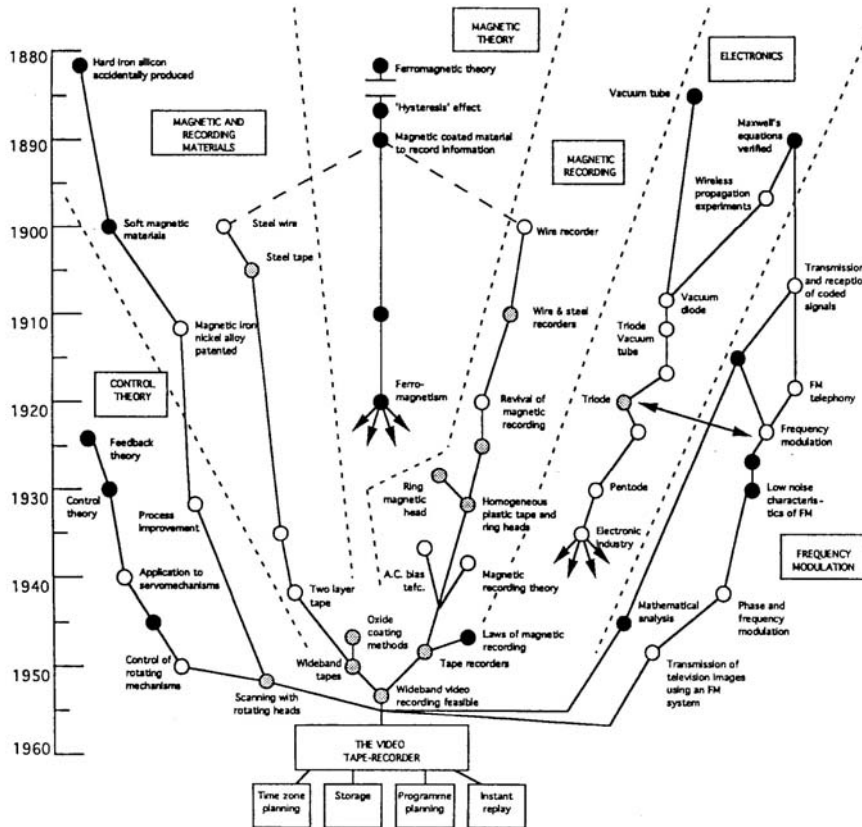 1880
1890
1900
1910
1920
1930
1940
1950
1960
Hard iron silicon
accidentally produced
MAGNETIC AND
RECORDING
MATERIALS
Soft magnetic
materials
Magnetic iron
nickel alloy
patented
CONTROL
THEORY
Feedback
theory
Control
theory
Process
improvement
Application to
servomechanisms
Control of
rotating
mechanisms
Scanning with
rotating heads
Steel wire
Steel tape
Two layer
tape
Oxide
coating
methods
Wideband
tapes
MAGNETIC
THEORY
Ferromagnetic theory
'Hysteresis' effect
Magnetic coated material
to record information
Ferro-
magnetism
MAGNETIC
RECORDING
Wire recorder
Wire & steel
recorders
Revival of
magnetic
recording
Ring
magnetic
head
Homogeneous
plastic tape and
ring heads
A.C. bias
tefc.
Magnetic
recording theory
Laws of magnetic
recording
Tape recorders
Wideband video
recording feasible
ELECTRONICS
Vacuum tube
Maxwell's
equations
verified
Wireless
propagation
experiments
Vacuum
diode
Triode
Vacuum
tube
Triode
Pentode
Electronic
industry
Transmission
and reception
of coded
signals
FM
telephony
Frequency
modulation
Low noise
characteris -
tica of FM
FREQUENCY
MODULATION
Mathematical
analysis
Phase and
frequency
modulation
Transmission of
television images
using an FM
system
THE VIDEO
TAPE-RECORDER
Time zone
planning
Storage
Programme
planning
Instant
replay